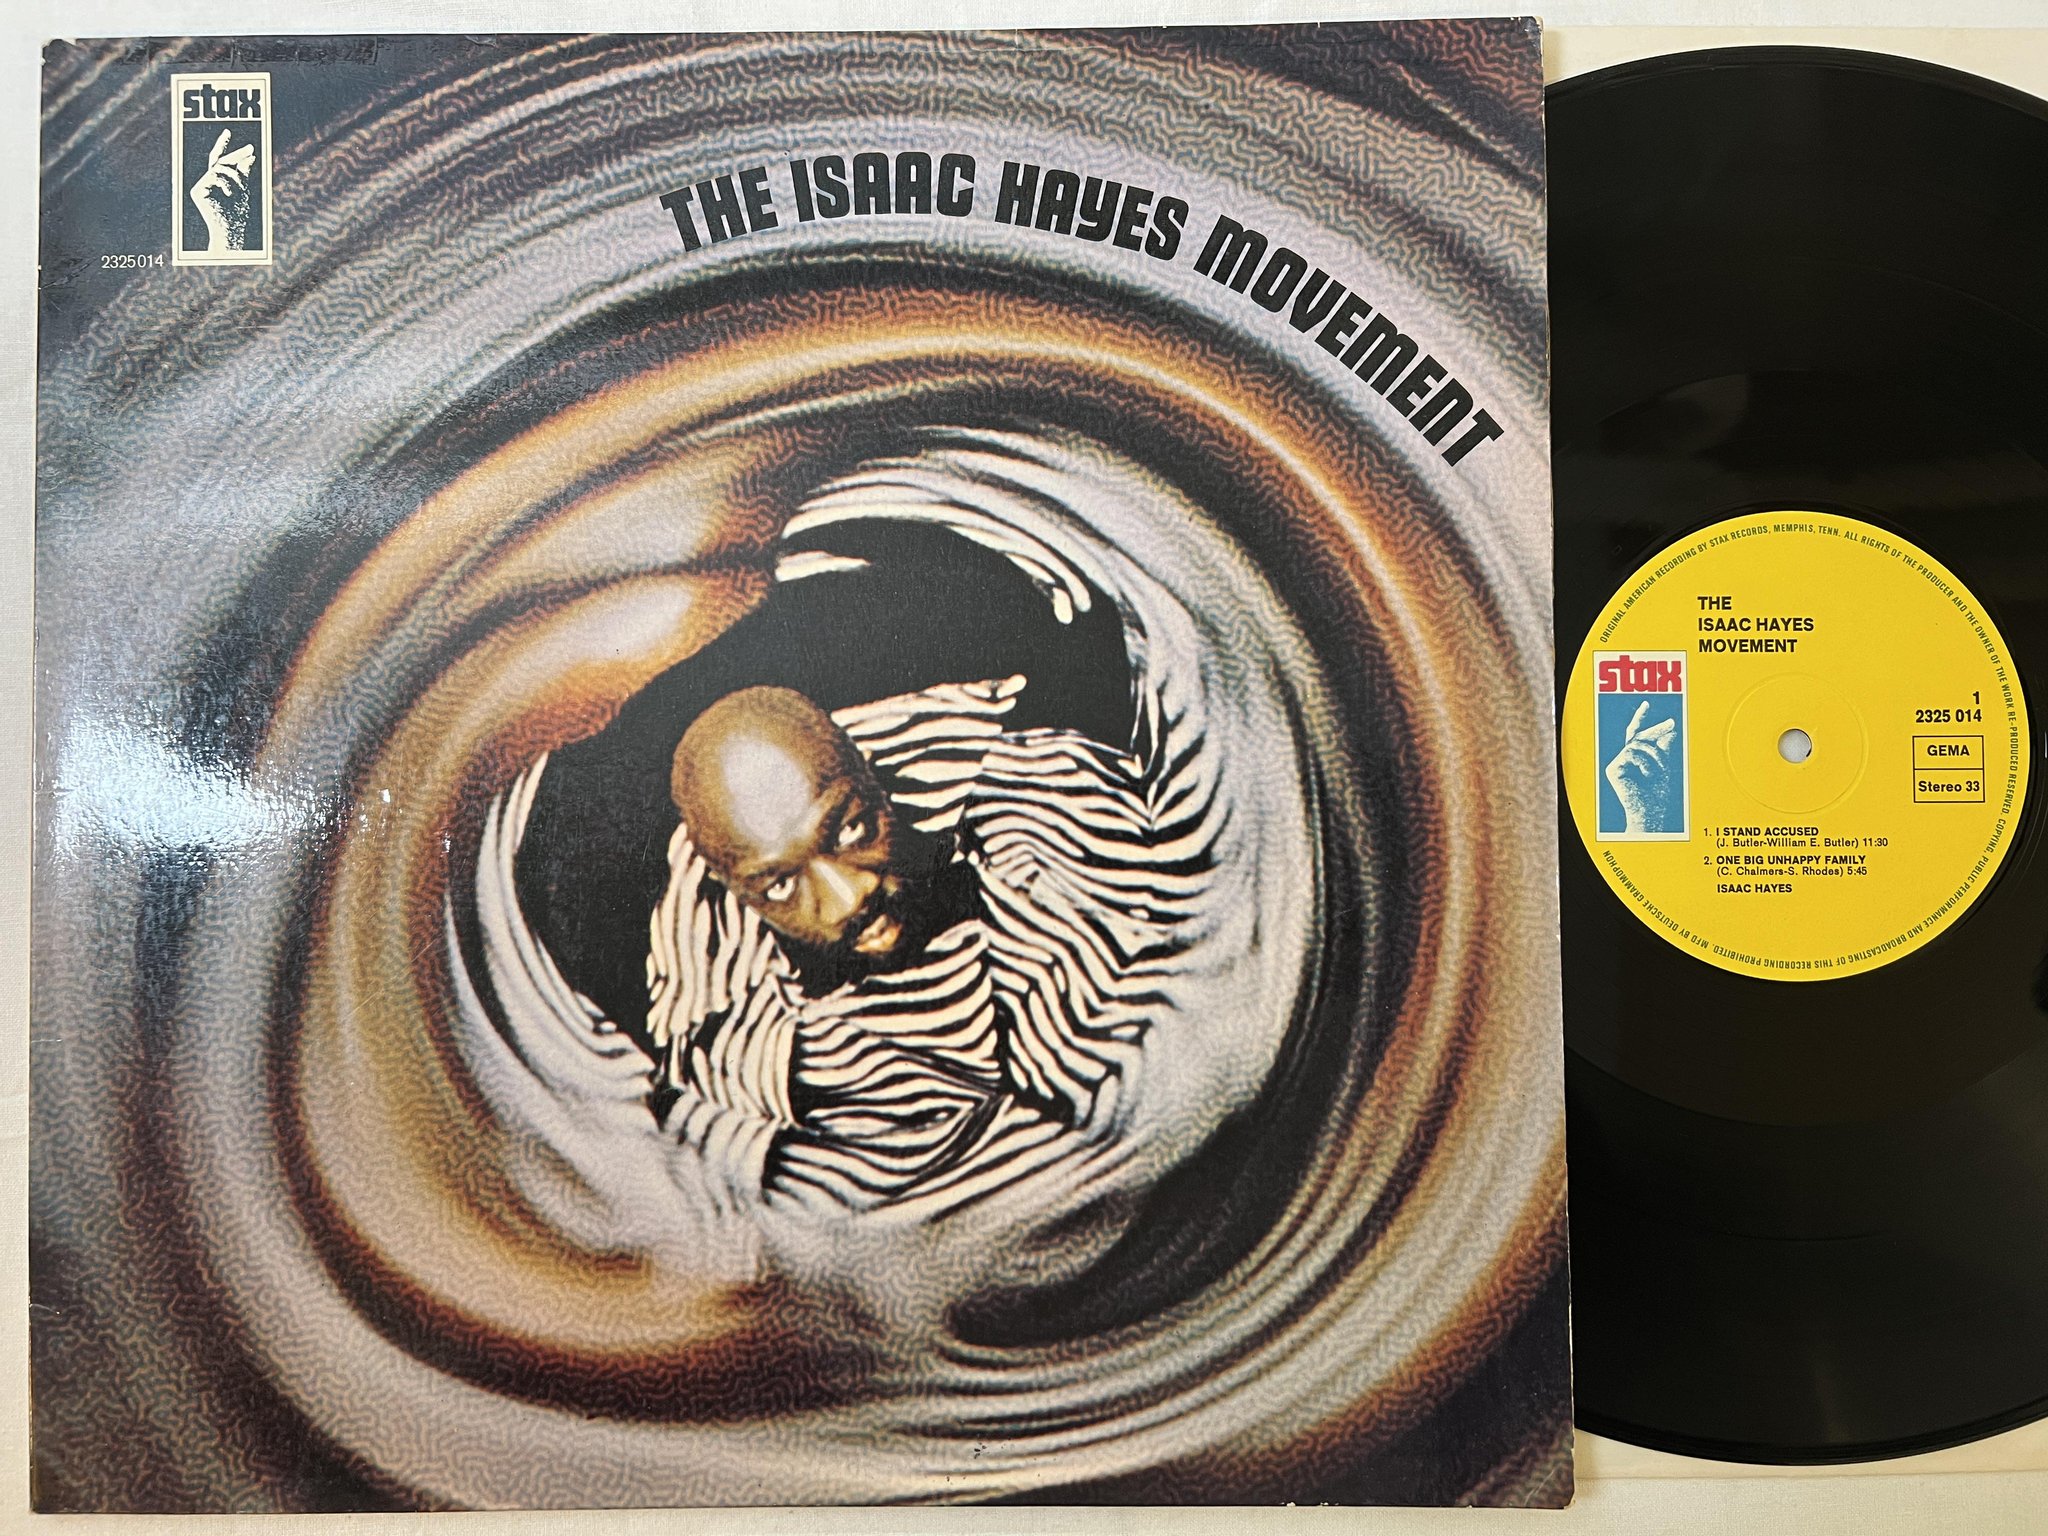 stax
2325014
THE ISAAC HAYES MOVEMENT
ORIGINAL AMERICAN RECORDING BY STAX RECORDS, MEMPHIS, TENN. ALL RIGHTS OF THE PRODUCER AND THE OWNER OF THE WORK RE-PRODUCED RESERVED. COPYING, PUBLIC PERFORMANCE AND BROADCASTING OF THIS RECORDING PROHIBITED. MFD BY DEUTSCHE GRAMMOPHON
THE
ISAAC HAYES
MOVEMENT
stax
1
2325 014
GEMA
Stereo 33
1. I STAND ACCUSED
(J. Butler-William E. Butler) 11:30
2. ONE BIG UNHAPPY FAMILY
(C. Chalmers-S. Rhodes) 5:45
ISAAC HAYES